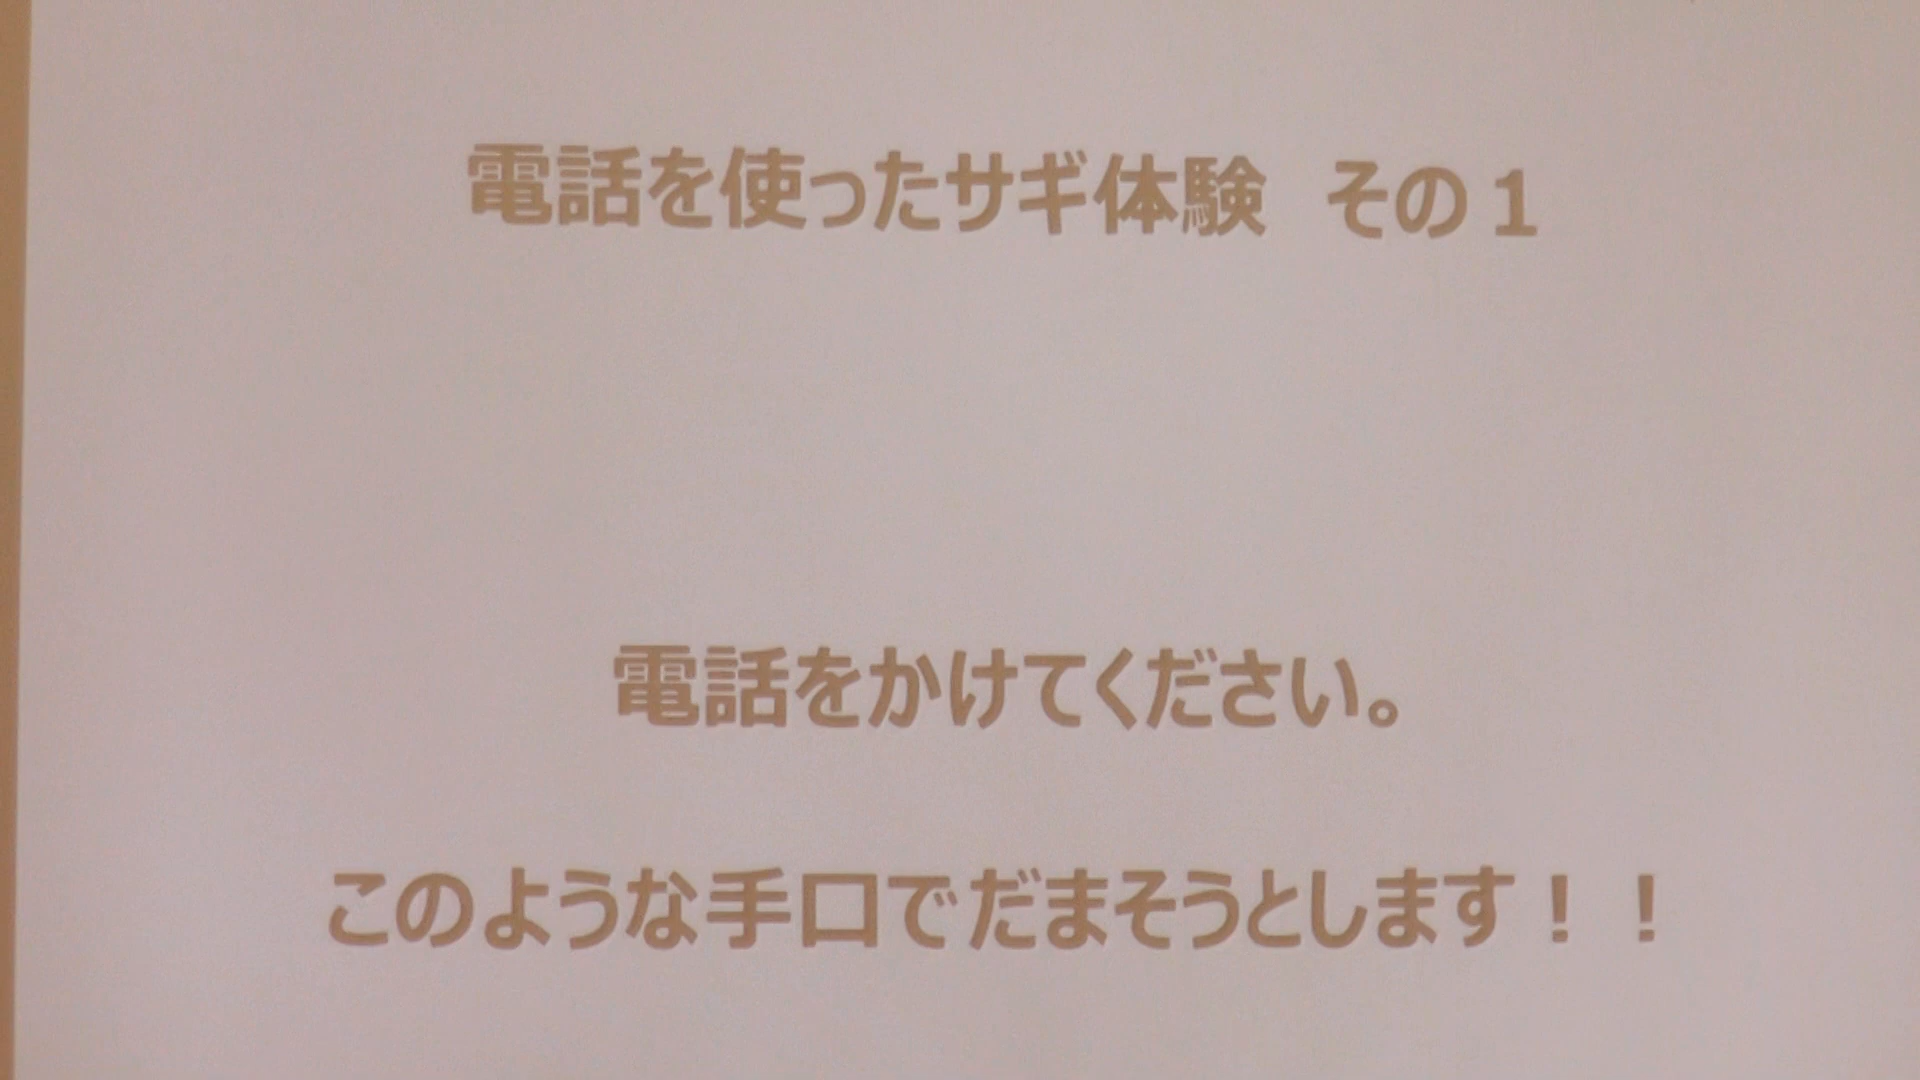 電話を使ったサギ体験　その１
電話をかけてください。
このような手口でだまそうとします！！